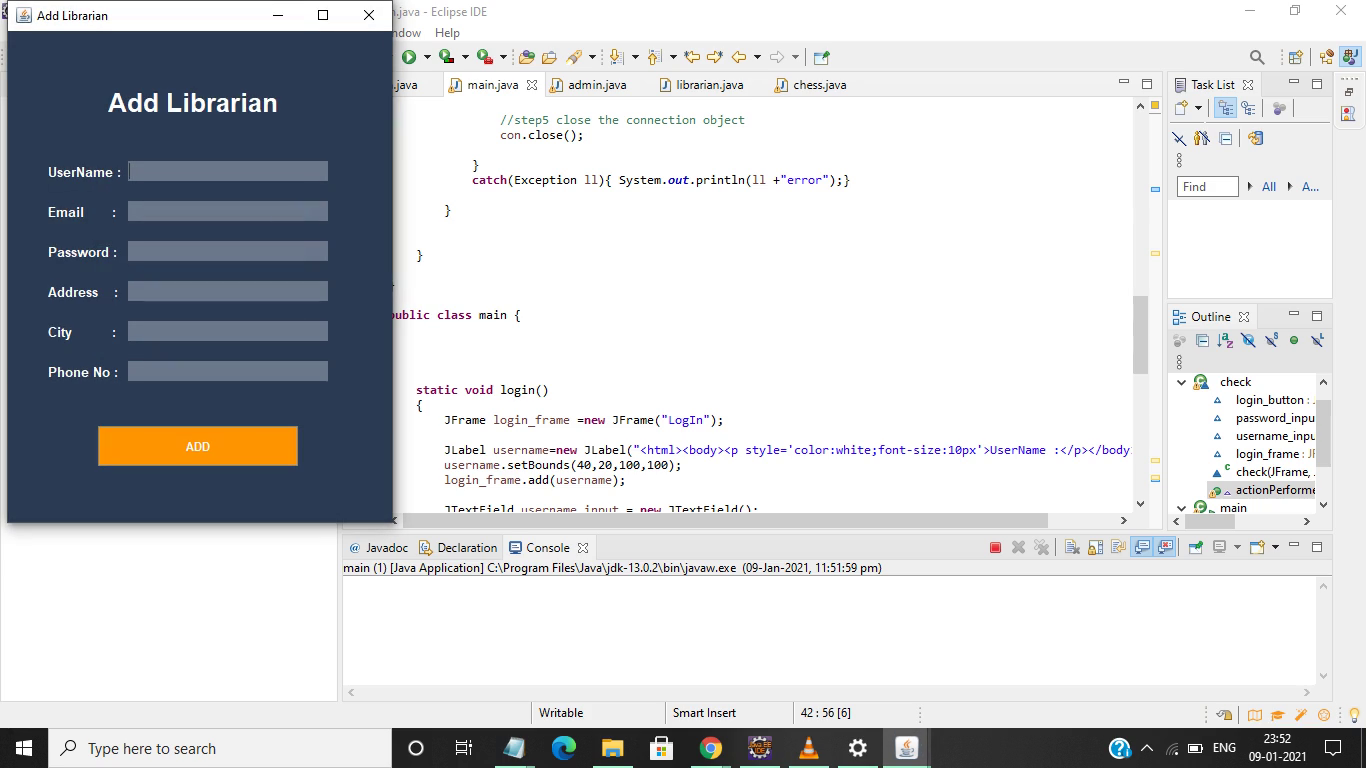 Add Librarian
Add Librarian
UserName :
Email :
Password :
Address :
City :
Phone No :
ADD
.java - Eclipse IDE
Help
.java
main.java
admin.java
librarian.java
chess.java
//step5 close the connection object
con.close();
}
catch(Exception ll){ System.out.println(ll +"error");}
}
}
public class main {
static void login()
{
JFrame login_frame =new JFrame("LogIn");
JLabel username=new JLabel("<html><body><p style='color:white;font-size:10px'>UserName :</p></body
username.setBounds(40,20,100,100);
login_frame.add(username);
JTextField username_input = new JTextField();
Task List
Find
All
A...
Outline
check
login_button :
password_inpu
username_inpu
login_frame : JF
check(JFrame, .
actionPerforme
main
@ Javadoc
Declaration
Console
main (1) [Java Application] C:\Program Files\Java\jdk-13.0.2\bin\javaw.exe (09-Jan-2021, 11:51:59 pm)
Writable
Smart Insert
42 : 56 [6]
Type here to search
ENG
23:52
09-01-2021